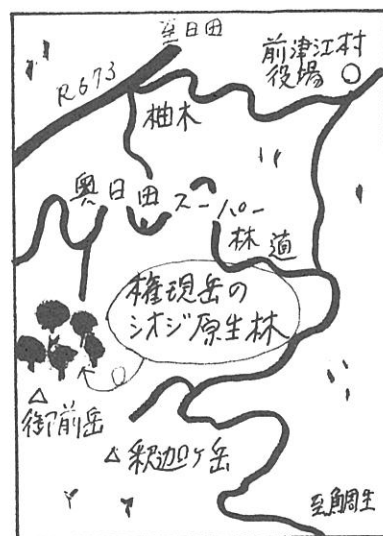 至日田
前津江村
役場
R673
柚木
奥日田スーパー
林道
権現岳の
シオジ原生林
御前岳
釈迦ヶ岳
至鯛生